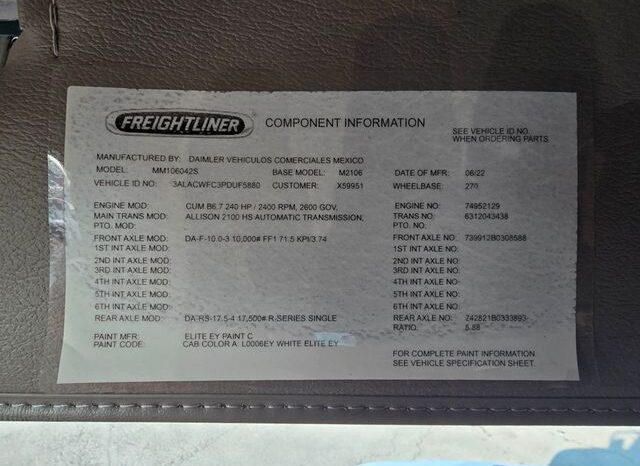 FREIGHTLINER COMPONENT INFORMATION
SEE VEHICLE ID NO.
WHEN ORDERING PARTS
MANUFACTURED BY: DAIMLER VEHICULOS COMERCIALES MEXICO
MODEL: MM106042S BASE MODEL: M2106 DATE OF MFR: 06/22
VEHICLE ID NO: 3ALACWFC3PDUF5880 CUSTOMER: X59951 WHEELBASE: 270
ENGINE MOD: CUM B6.7 240 HP / 2400 RPM, 2600 GOV, ENGINE NO: 74952129
MAIN TRANS MOD: ALLISON 2100 HS AUTOMATIC TRANSMISSION, TRANS NO: 6312043438
PTO. MOD: PTO NO:
FRONT AXLE MOD: DA-F-10.0-3 10,000# FF1 71.5 KPI/3.74 FRONT AXLE NO: 739912B0308588
1ST INT AXLE MOD: 1ST INT AXLE NO:
2ND INT AXLE MOD: 2ND INT AXLE NO:
3RD INT AXLE MOD: 3RD INT AXLE NO:
4TH INT AXLE MOD: 4TH INT AXLE NO:
5TH INT AXLE MOD: 5TH INT AXLE NO:
6TH INT AXLE MOD: 6TH INT AXLE NO:
REAR AXLE MOD: DA-RS-17.5-4 17,500# R-SERIES SINGLE REAR AXLE NO: Z42821B0333893
RATIO: 5.88
PAINT MFR: ELITE EY PAINT C
PAINT CODE: CAB COLOR A: L0006EY WHITE ELITE EY
FOR COMPLETE PAINT INFORMATION
SEE VEHICLE SPECIFICATION SHEET.